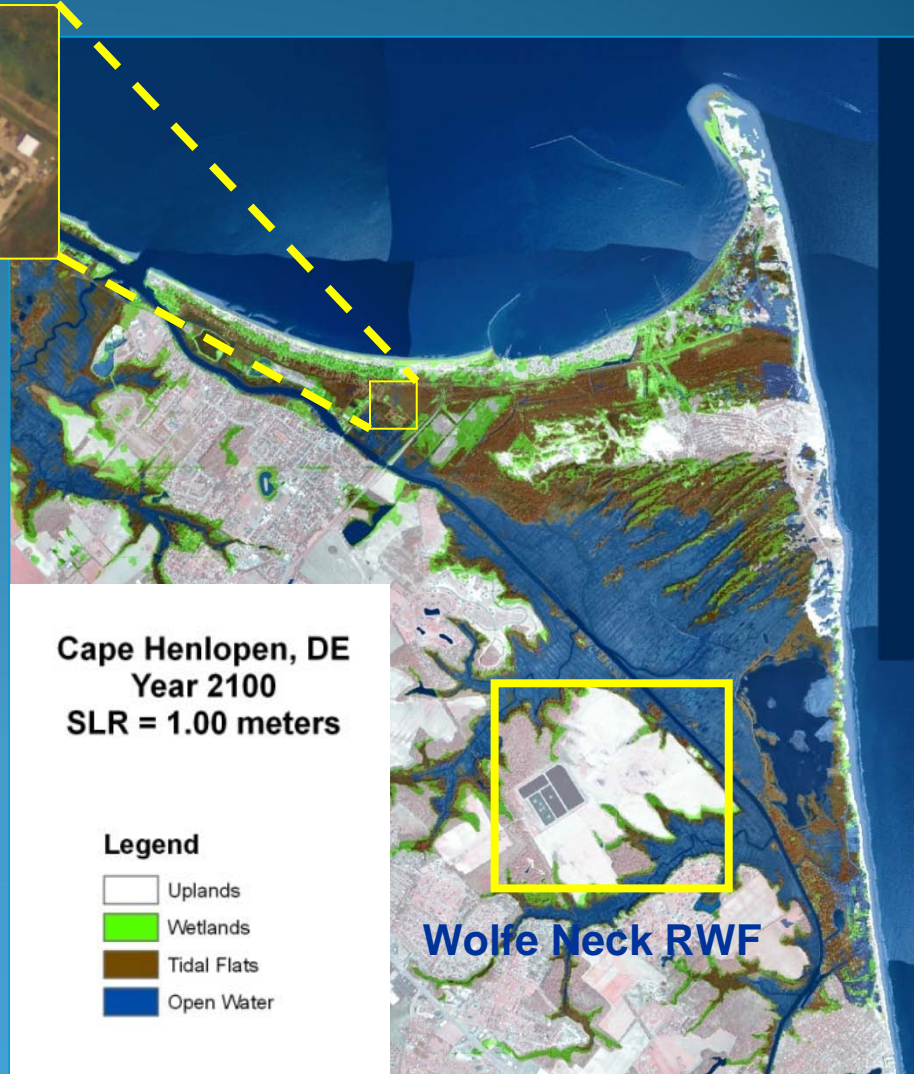 Cape Henlopen, DE
Year 2100
SLR = 1.00 meters
Legend
Uplands
Wetlands
Tidal Flats
Open Water
Wolfe Neck RWF